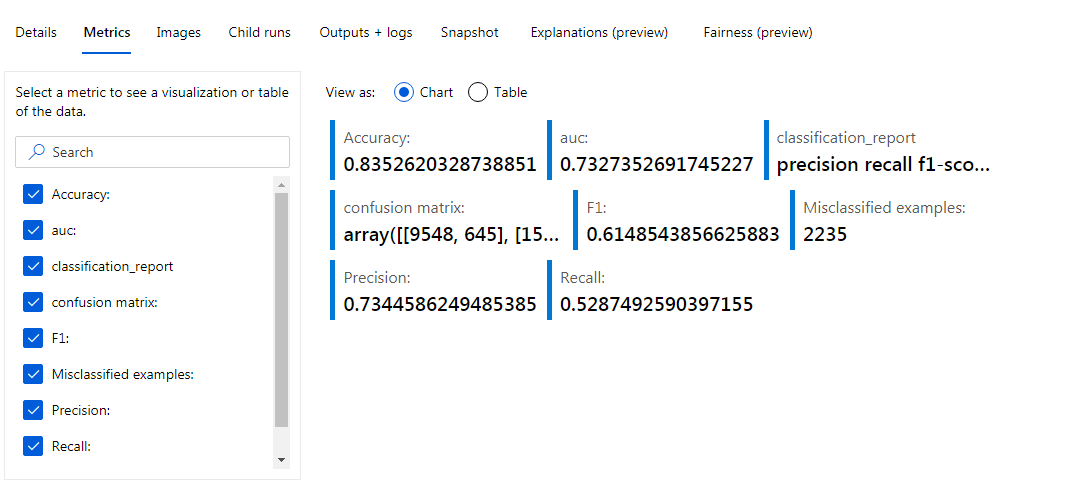 Details Metrics Images Child runs Outputs + logs Snapshot Explanations (preview) Fairness (preview)
Select a metric to see a visualization or table
of the data.
Search
Accuracy:
auc:
classification_report
confusion matrix:
F1:
Misclassified examples:
Precision:
Recall:
View as: Chart Table
Accuracy: auc: classification_report
0.8352620328738851 0.7327352691745227 precision recall f1-sco...
confusion matrix: F1: Misclassified examples:
array([[9548, 645], [15... 0.6148543856625883 2235
Precision: Recall:
0.7344586249485385 0.5287492590397155